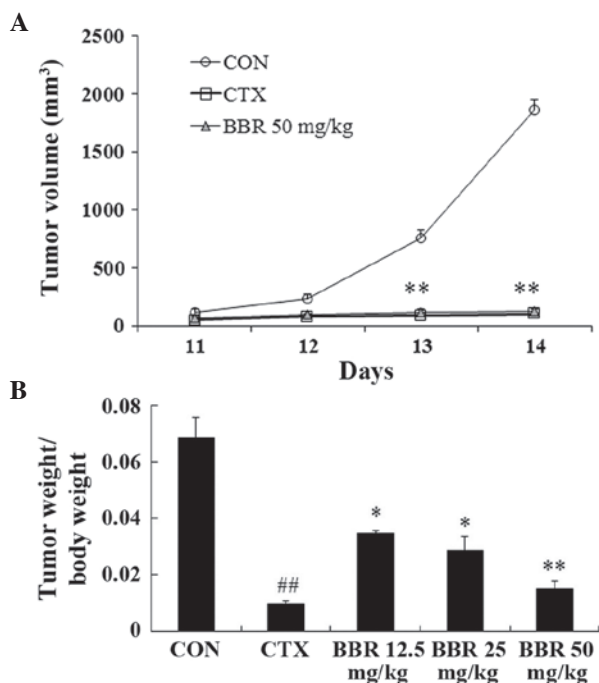 A
2500
2000
1500
1000
500
0
Tumor volume (mm³)
CON
CTX
BBR 50 mg/kg
** **
11 12 13 14
Days
B
0.08
0.06
0.04
0.02
0
Tumor weight/
body weight
##
*
*
**
CON CTX BBR 12.5 BBR 25 BBR 50
mg/kg mg/kg mg/kg